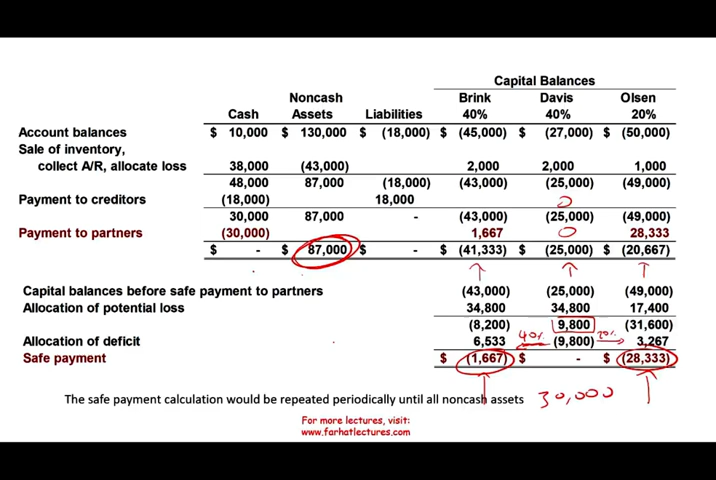 Capital Balances
Noncash Brink Davis Olsen
Cash Assets Liabilities 40% 40% 20%
Account balances $ 10,000 $ 130,000 $ (18,000) $ (45,000) $ (27,000) $ (50,000)
Sale of inventory,
collect A/R, allocate loss 38,000 (43,000) 2,000 2,000 1,000
48,000 87,000 (18,000) (43,000) (25,000) (49,000)
Payment to creditors (18,000) 18,000 0
30,000 87,000 - (43,000) (25,000) (49,000)
Payment to partners (30,000) 1,667 0 28,333
$ - $ 87,000 $ - $ (41,333) $ (25,000) $ (20,667)
Capital balances before safe payment to partners (43,000) (25,000) (49,000)
Allocation of potential loss 34,800 34,800 17,400
(8,200) 9,800 (31,600)
40% 20%
Allocation of deficit 6,533 (9,800) 3,267
Safe payment $ (1,667) $ - $ (28,333)
The safe payment calculation would be repeated periodically until all noncash assets 30,000
For more lectures, visit:
www.farhatlectures.com